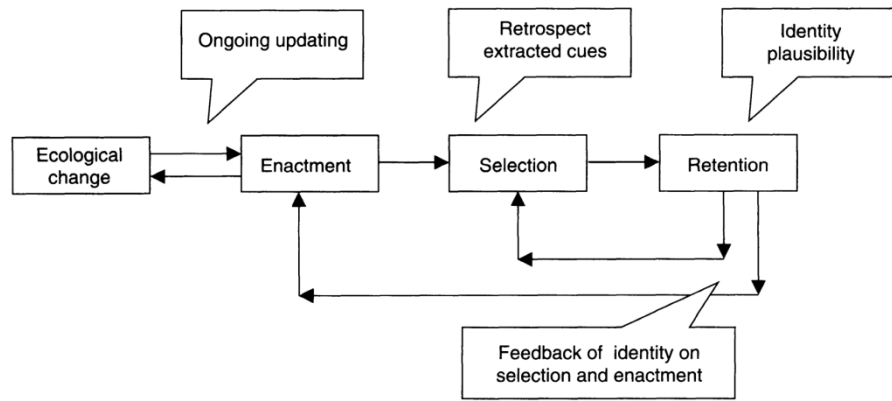 Ongoing updating
Retrospect
extracted cues
Identity
plausibility
Ecological
change
Enactment
Selection
Retention
Feedback of identity on
selection and enactment